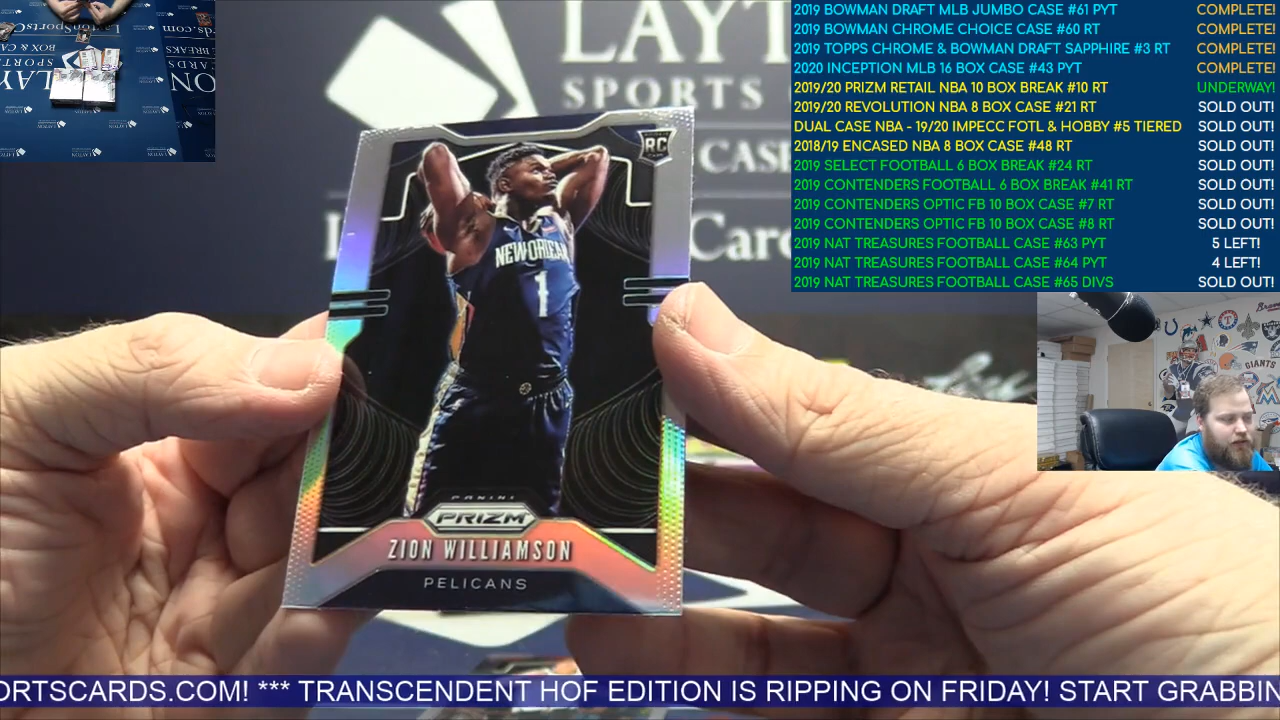 LAYT
SPORTS
CASE
Card
2019 BOWMAN DRAFT MLB JUMBO CASE #61 PYT COMPLETE!
2019 BOWMAN CHROME CHOICE CASE #60 RT COMPLETE!
2019 TOPPS CHROME & BOWMAN DRAFT SAPPHIRE #3 RT COMPLETE!
2020 INCEPTION MLB 16 BOX CASE #43 PYT COMPLETE!
2019/20 PRIZM RETAIL NBA 10 BOX BREAK #10 RT UNDERWAY!
2019/20 REVOLUTION NBA 8 BOX CASE #21 RT SOLD OUT!
DUAL CASE NBA - 19/20 IMPECC FOTL & HOBBY #5 TIERED SOLD OUT!
2018/19 ENCASED NBA 8 BOX CASE #48 RT SOLD OUT!
2019 SELECT FOOTBALL 6 BOX BREAK #24 RT SOLD OUT!
2019 CONTENDERS FOOTBALL 6 BOX BREAK #41 RT SOLD OUT!
2019 CONTENDERS OPTIC FB 10 BOX CASE #7 RT SOLD OUT!
2019 CONTENDERS OPTIC FB 10 BOX CASE #8 RT SOLD OUT!
2019 NAT TREASURES FOOTBALL CASE #63 PYT 5 LEFT!
2019 NAT TREASURES FOOTBALL CASE #64 PYT 4 LEFT!
2019 NAT TREASURES FOOTBALL CASE #65 DIVS SOLD OUT!
RC
NEW ORLEAN
1
PANINI
PRIZM
ZION WILLIAMSON
PELICANS
GIANTS
ORTSCARDS.COM! *** TRANSCENDENT HOF EDITION IS RIPPING ON FRIDAY! START GRABBIN